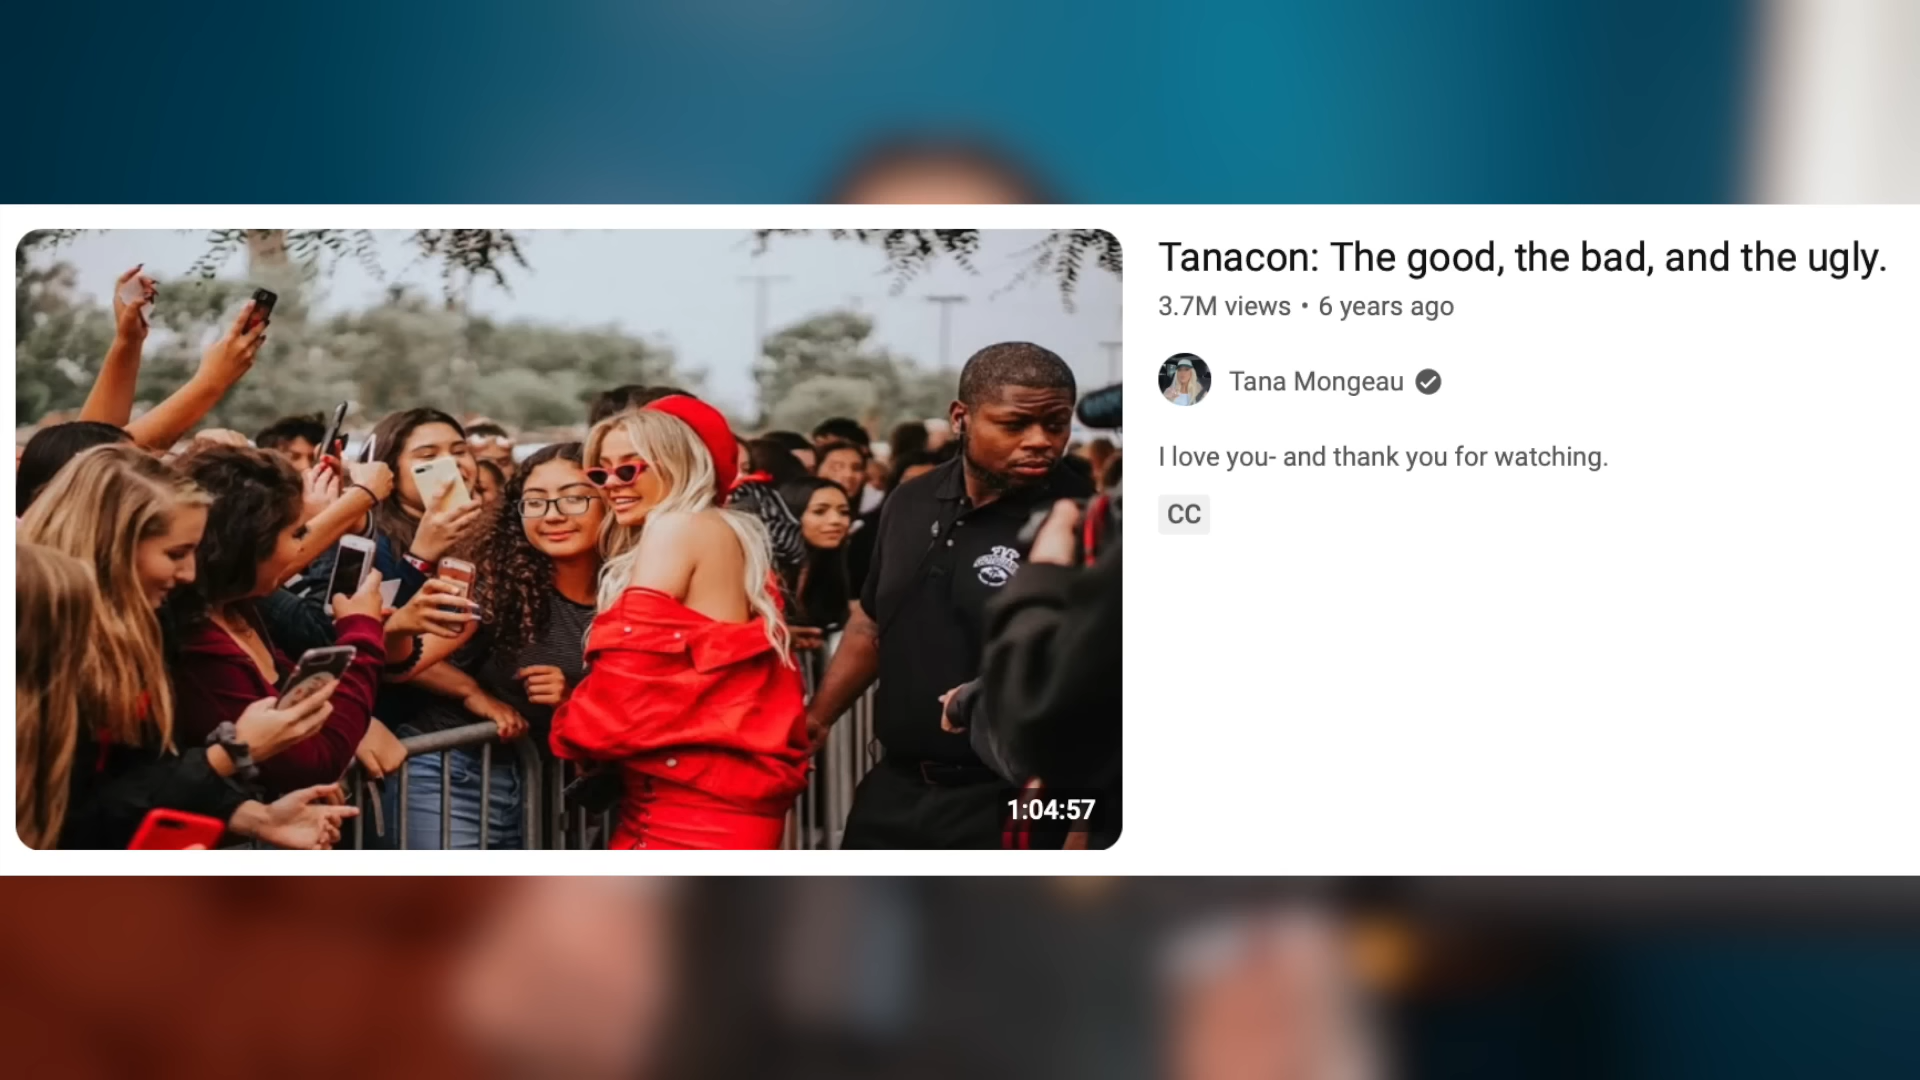 Tanacon: The good, the bad, and the ugly.
3.7M views • 6 years ago
Tana Mongeau
I love you- and thank you for watching.
CC
1:04:57